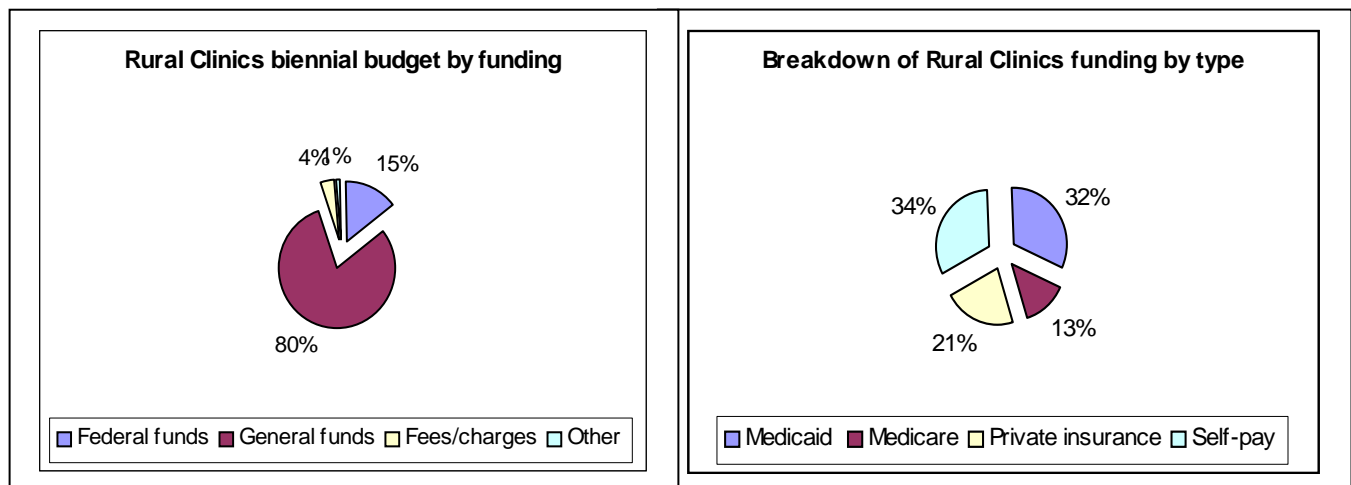 Rural Clinics biennial budget by funding
4%
1%
15%
80%
Federal funds General funds Fees/charges Other
Breakdown of Rural Clinics funding by type
34%
32%
21%
13%
Medicaid Medicare Private insurance Self-pay